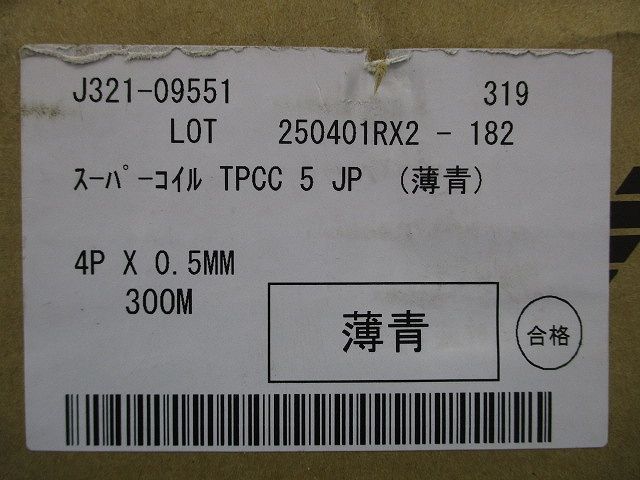 J321-09551 319
LOT 250401RX2 - 182
ｽｰﾊﾟｰｺｲﾙ TPCC 5 JP (薄青)
4P X 0.5MM
300M
薄青
合格